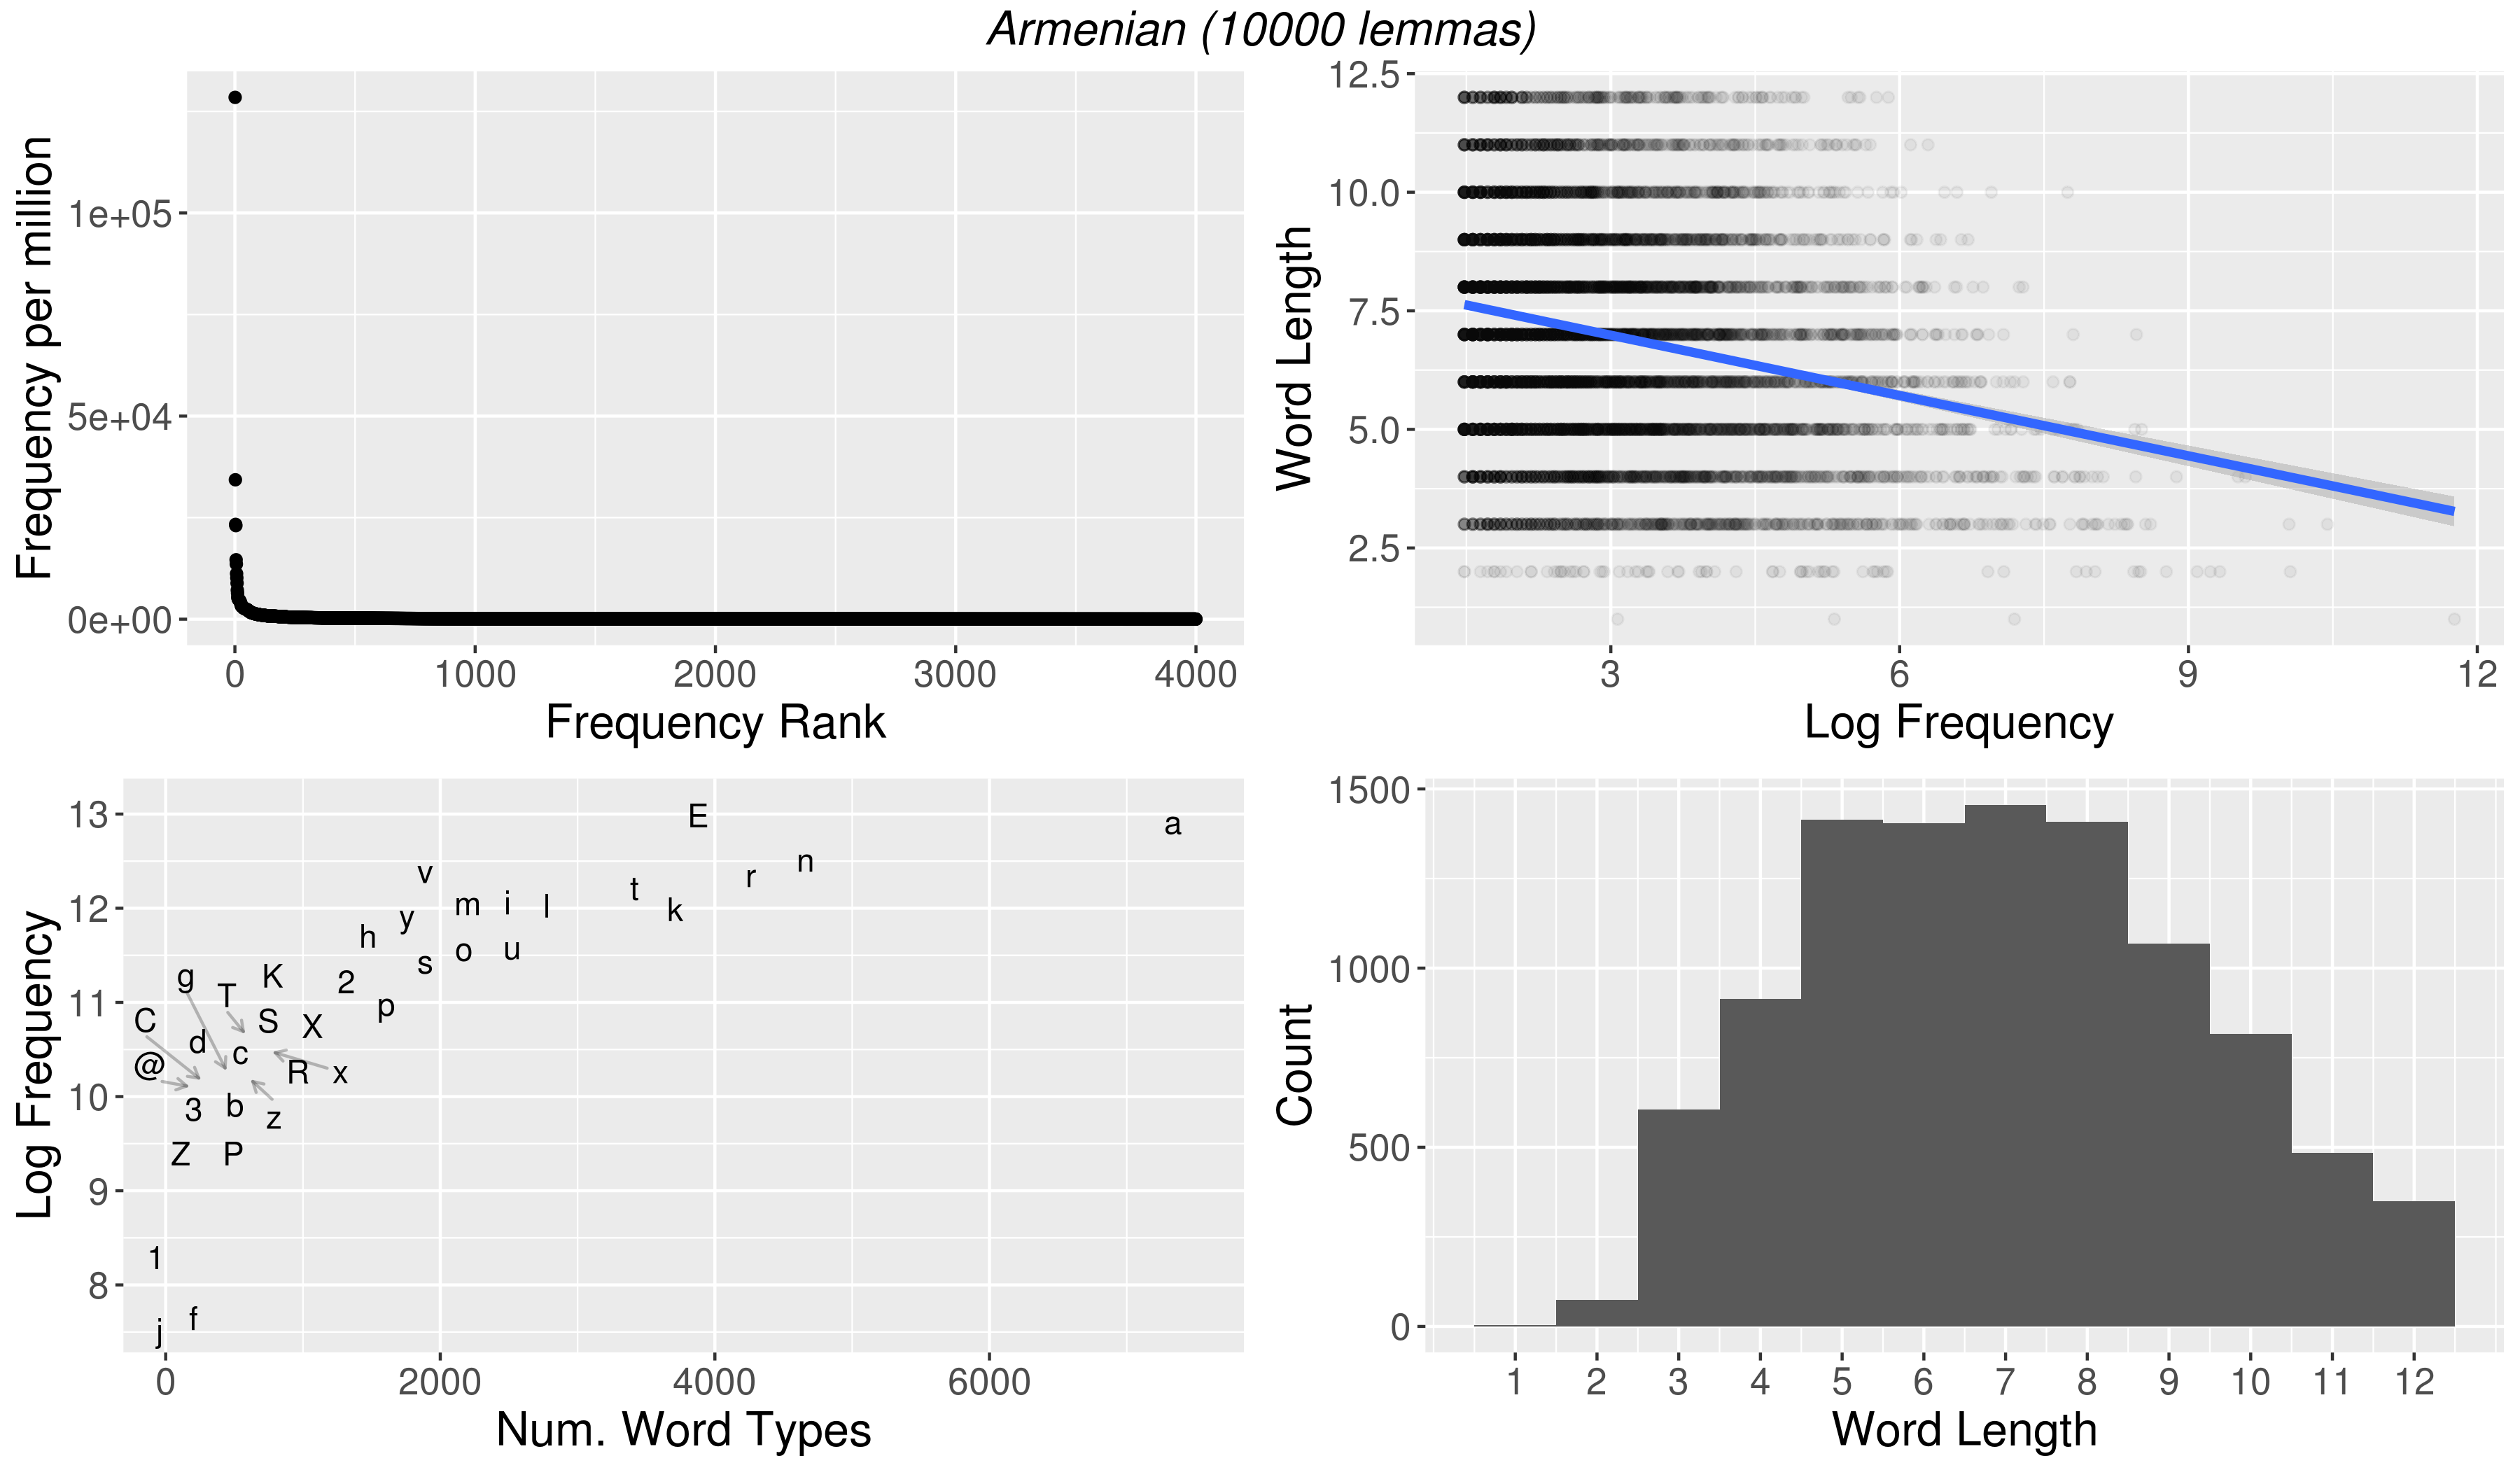 Armenian (10000 lemmas)
Frequency per million
1e+05
5e+04
0e+00
0 1000 2000 3000 4000
Frequency Rank
Word Length
12.5
10.0
7.5
5.0
2.5
3 6 9 12
Log Frequency
Log Frequency
13
12
11
10
9
8
E a
n
v r
t
m i l k
y
h
o u
s
g K
2
T p
C S X
d
c
@ R x
3 b
z
Z P
1
f
j
0 2000 4000 6000
Num. Word Types
Count
1500
1000
500
0
1 2 3 4 5 6 7 8 9 10 11 12
Word Length